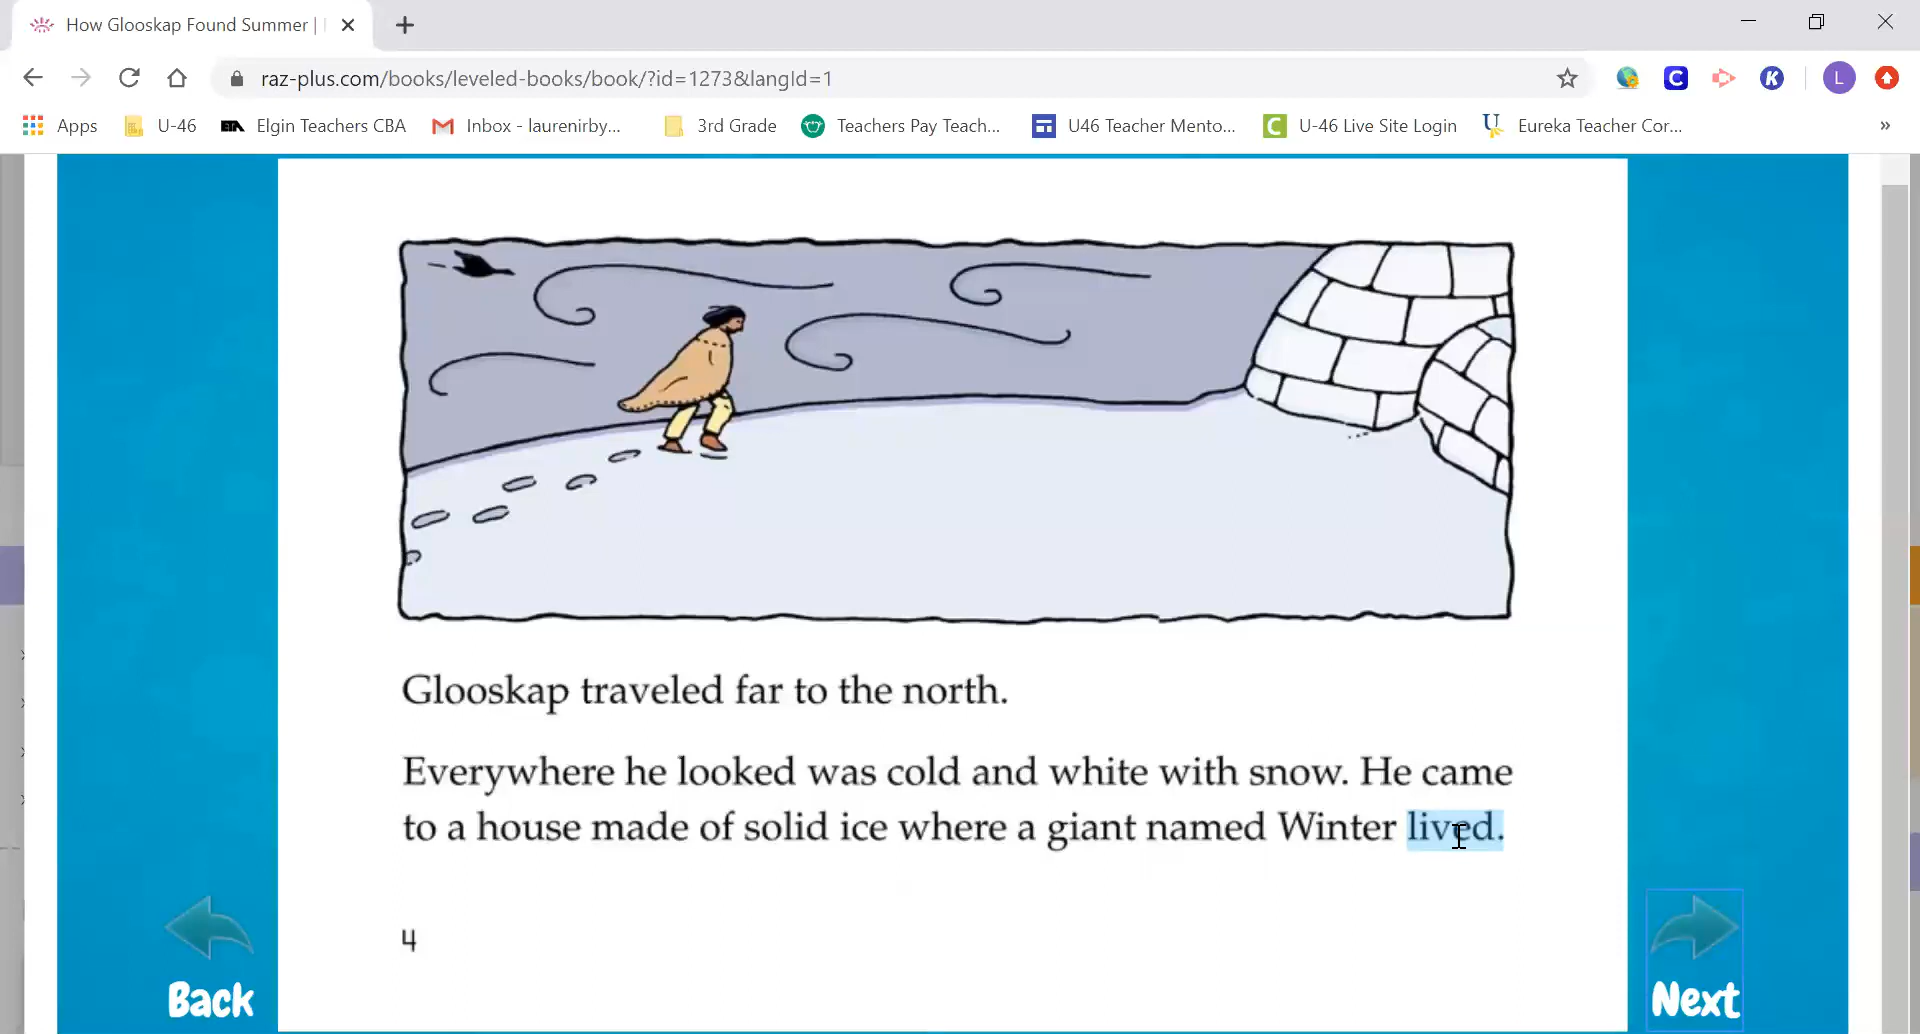 How Glooskap Found Summer |
raz-plus.com/books/leveled-books/book/?id=1273&langId=1
C
K
L
Apps
U-46
ETA Elgin Teachers CBA
Inbox - laurenirby...
3rd Grade
Teachers Pay Teach...
U46 Teacher Mento...
C U-46 Live Site Login
Eureka Teacher Cor...
»
Glooskap traveled far to the north.
Everywhere he looked was cold and white with snow. He came
to a house made of solid ice where a giant named Winter lived.
4
Back
Next